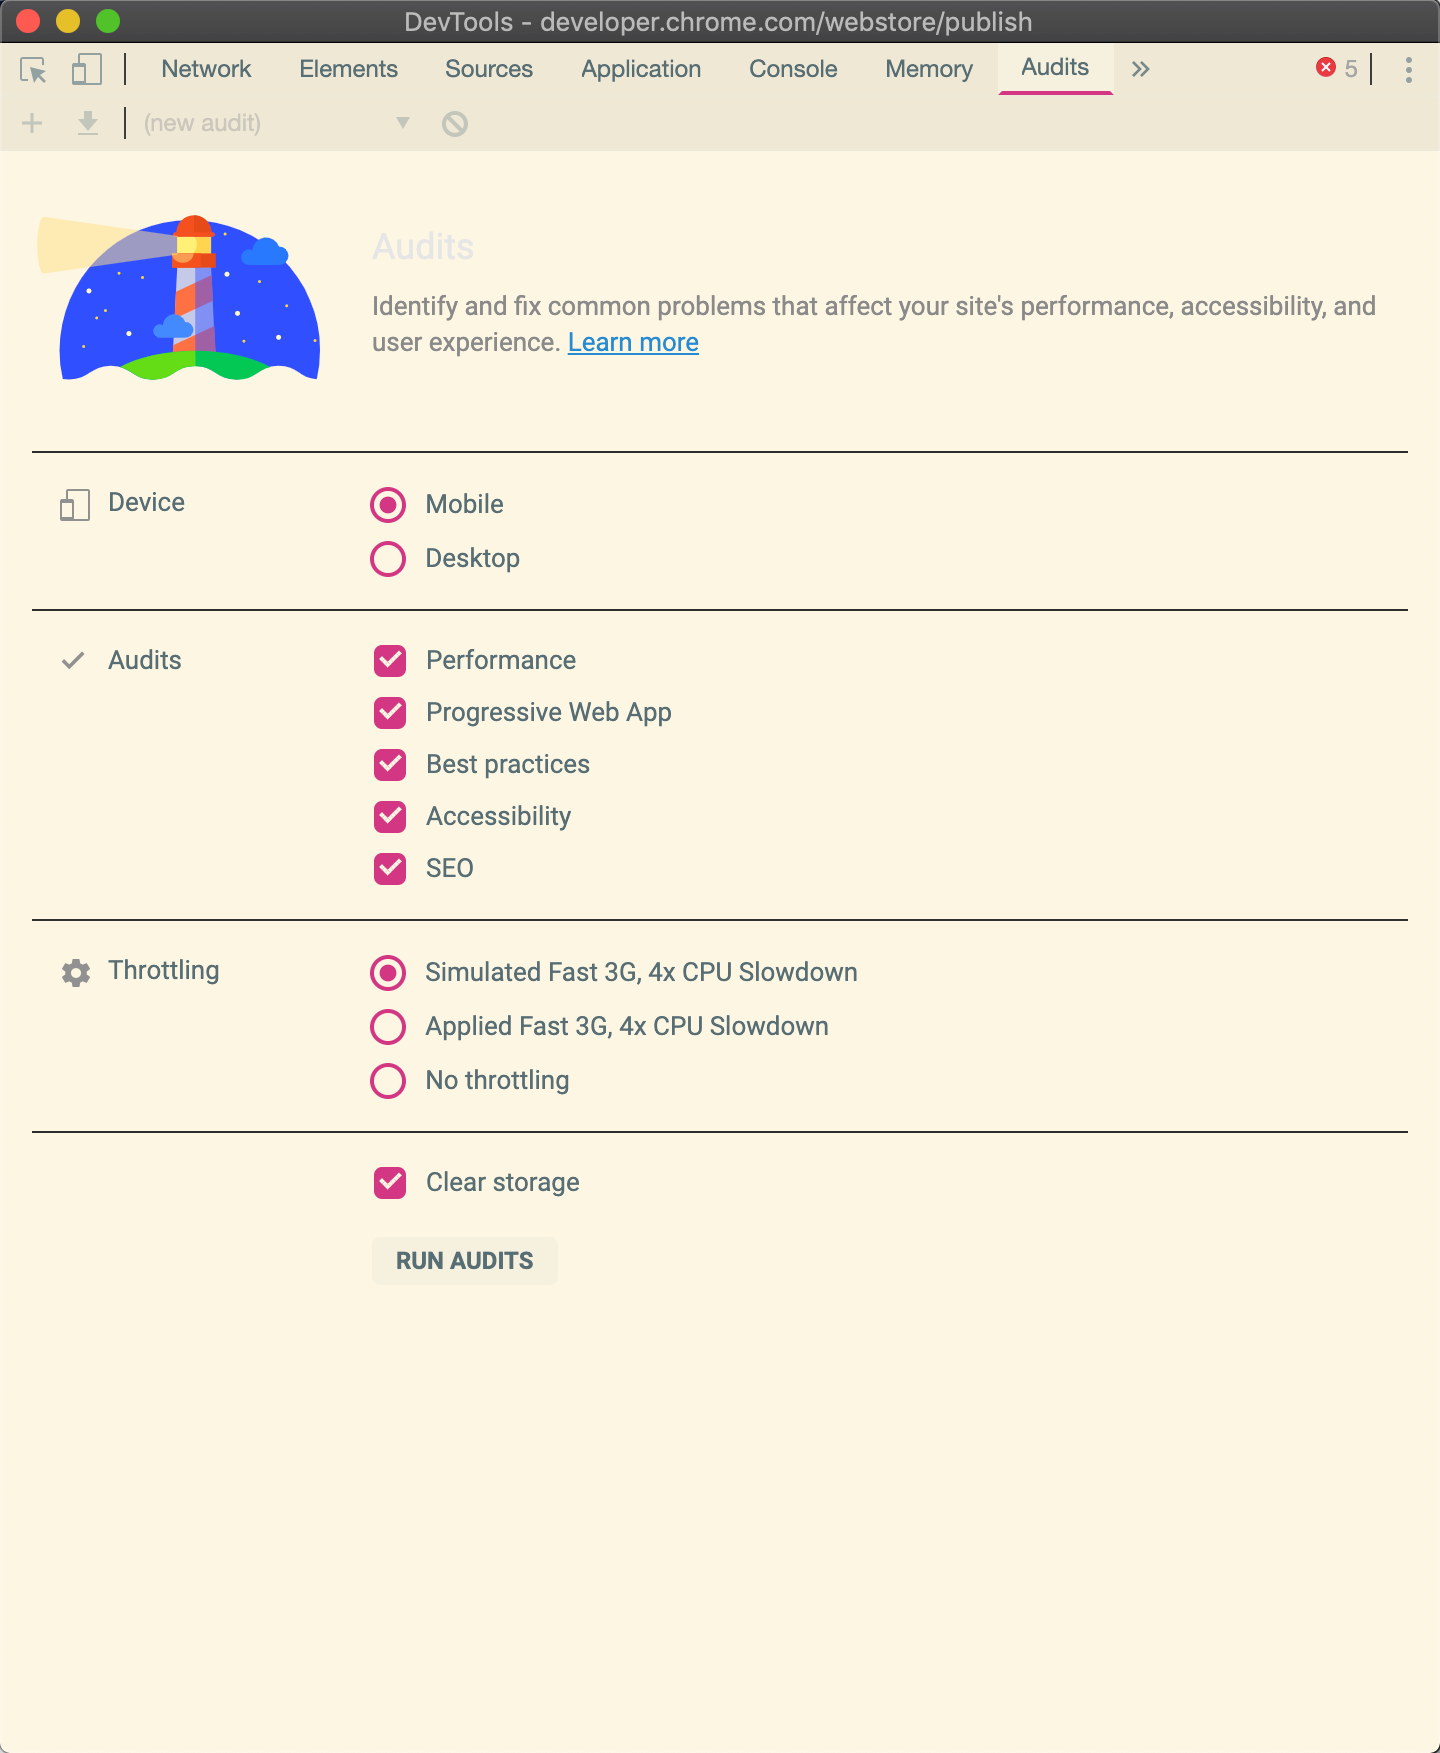 DevTools - developer.chrome.com/webstore/publish
Network Elements Sources Application Console Memory Audits » 5
(new audit)
Audits
Identify and fix common problems that affect your site's performance, accessibility, and
user experience. Learn more
Device
Mobile
Desktop
Audits
Performance
Progressive Web App
Best practices
Accessibility
SEO
Throttling
Simulated Fast 3G, 4x CPU Slowdown
Applied Fast 3G, 4x CPU Slowdown
No throttling
Clear storage
RUN AUDITS